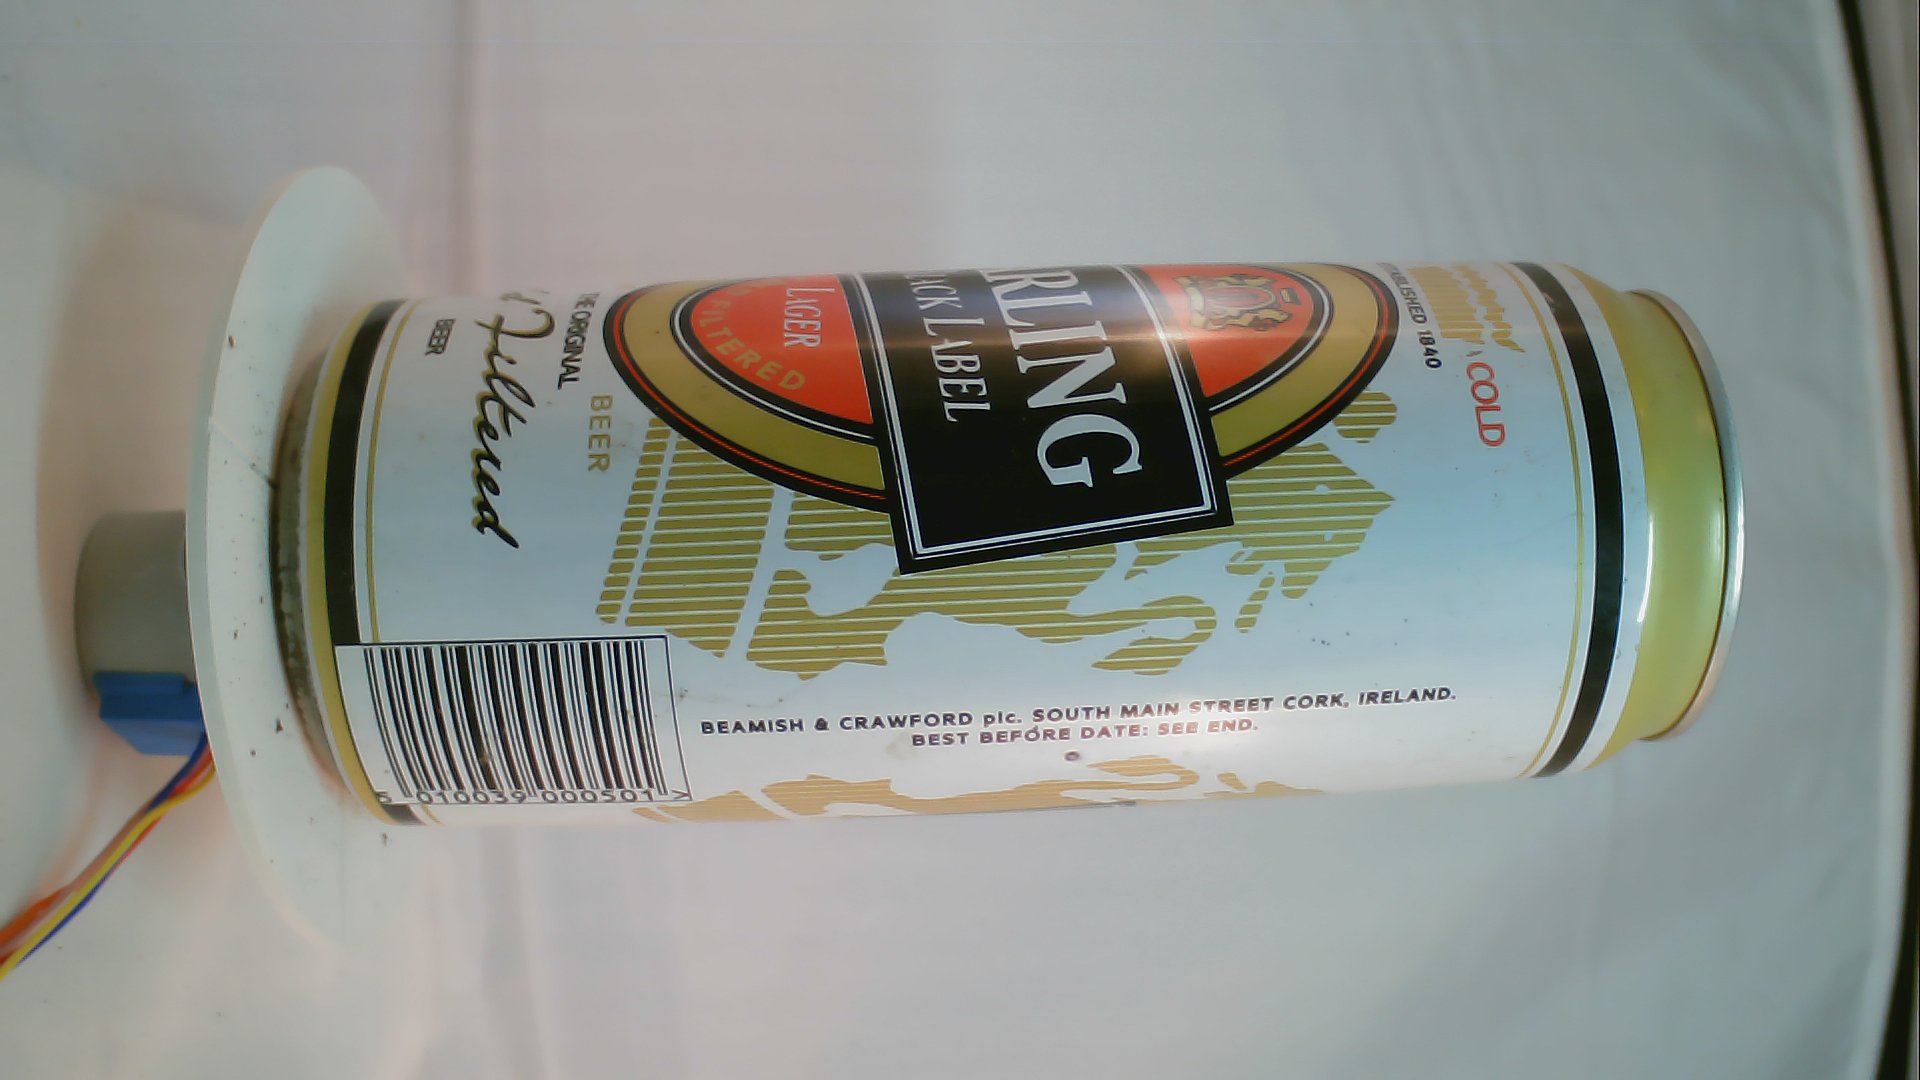 COLD
ESTABLISHED 1840
RLING
ACK LABEL
LAGER
FILTERED
BEER
THE ORIGINAL
Filtered
BEER
BEAMISH & CRAWFORD plc. SOUTH MAIN STREET CORK, IRELAND.
BEST BEFORE DATE: SEE END.
5 010039 000501 >